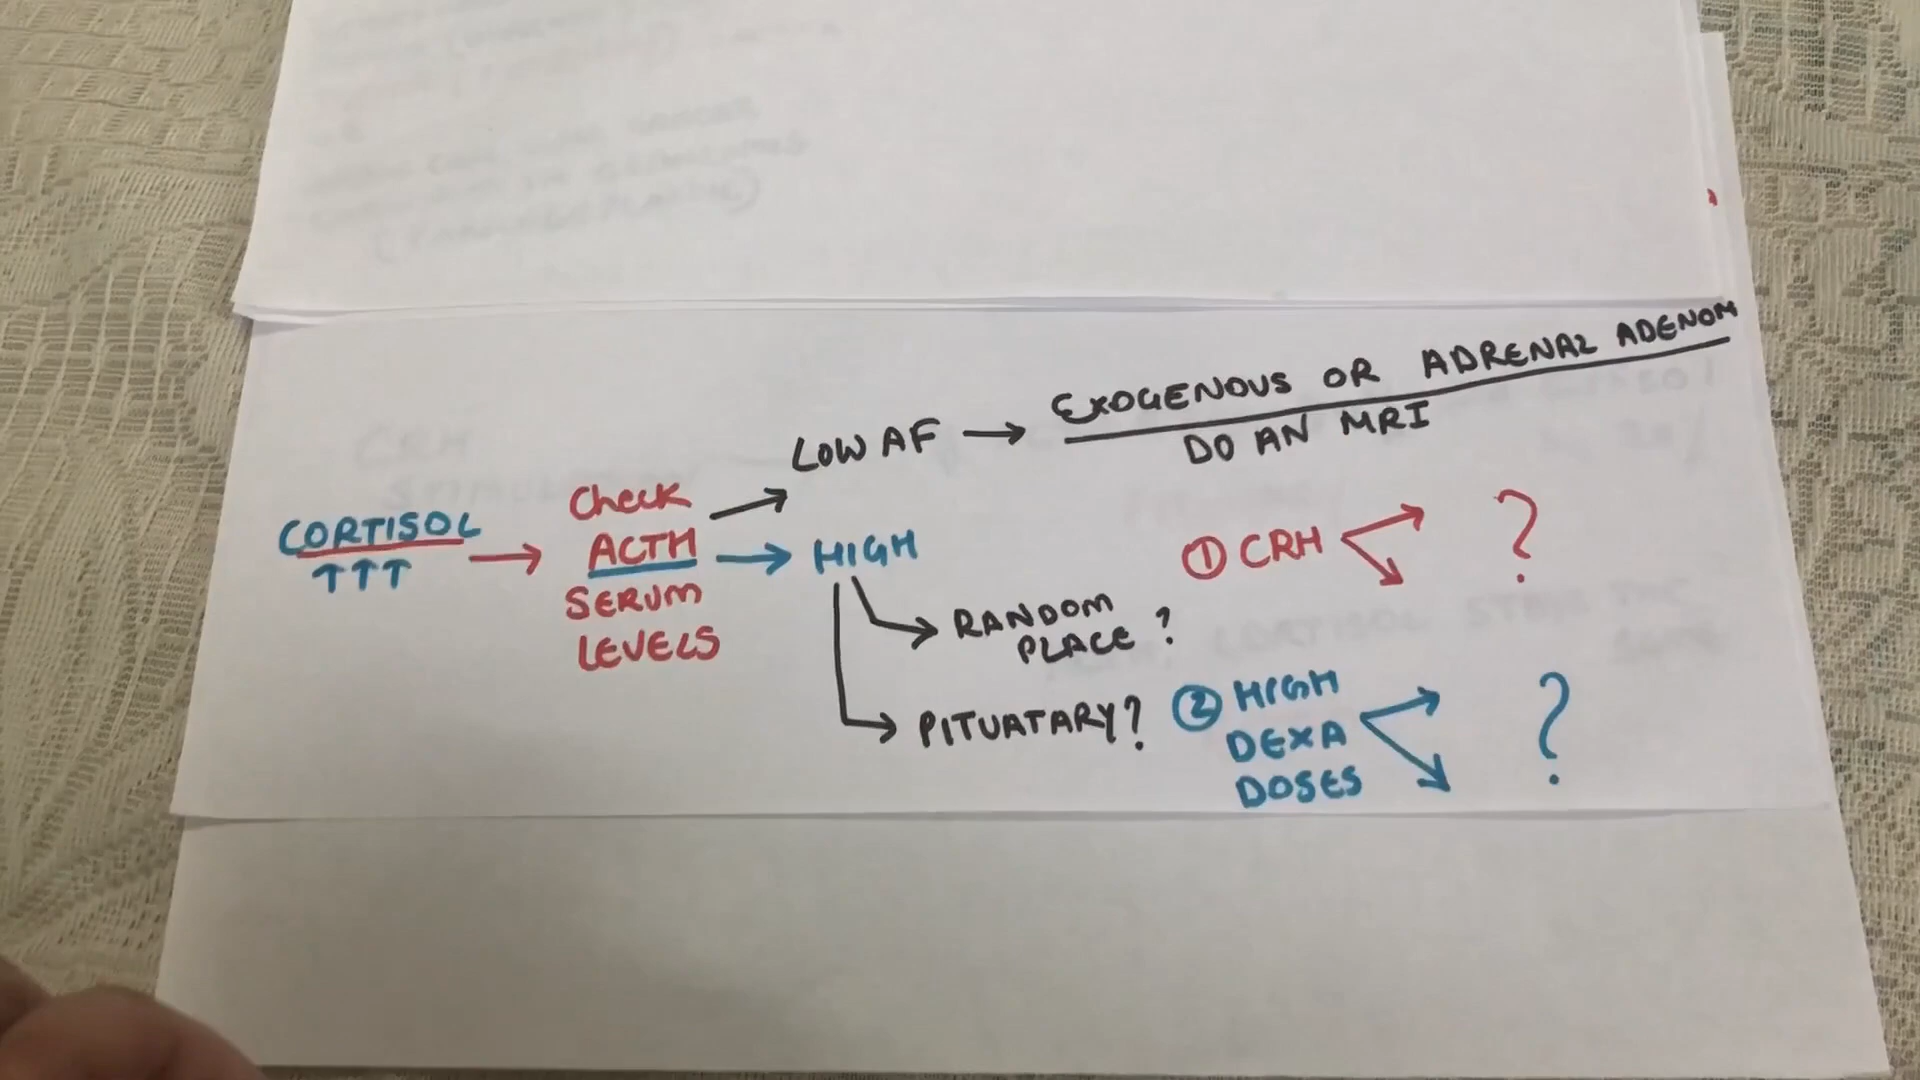 EXOGENOUS OR ADRENAL ADENOM
DO AN MRI
LOW AF
CORTISOL
↑↑↑
Check
ACTH
SERUM
LEVELS
HIGH
RANDOM
PLACE ?
PITUATARY?
① CRH
?
② HIGH
DEXA
DOSES
?